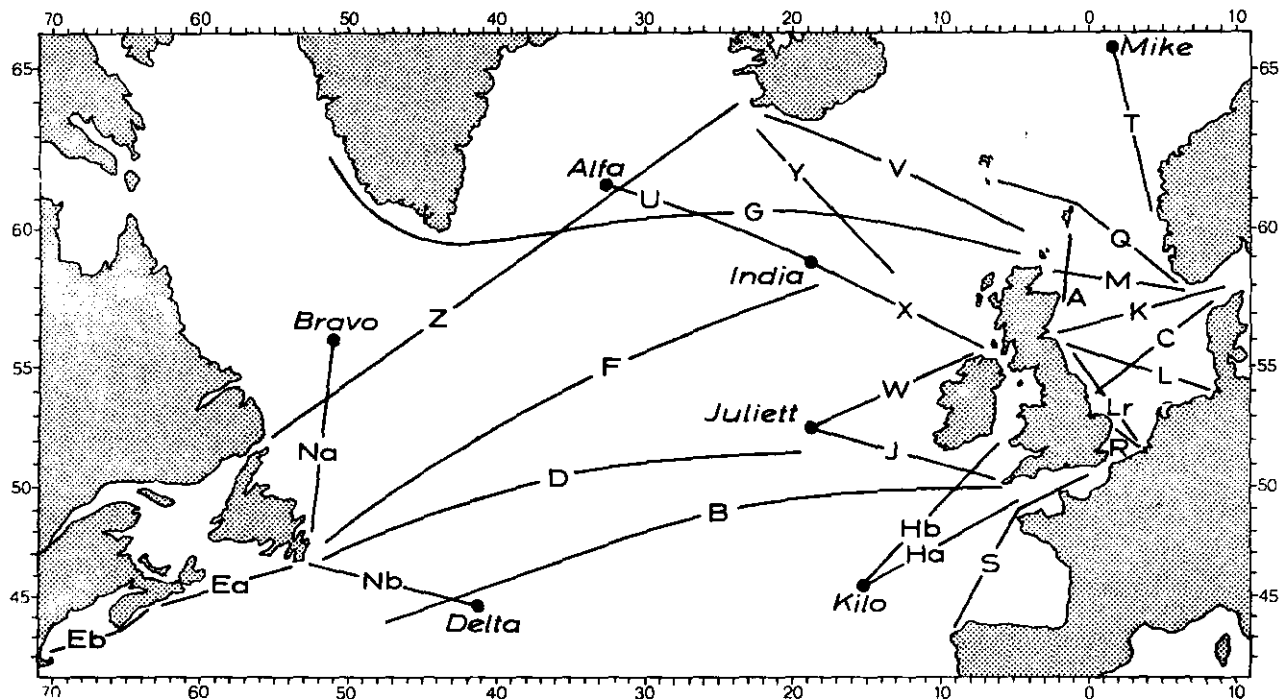 70 60 50 40 30 20 10 0 10
65 Mike 65
T
Alfa Y V
U
60 G 60
Q
India M
A
X K
Z
Bravo C
F
55 L 55
W
Lr
Juliett
Na J R
50 D 50
B
Hb
Ha
S
Ea Nb
45 Kilo 45
Delta
Eb
70 60 50 40 30 20 10 0 10